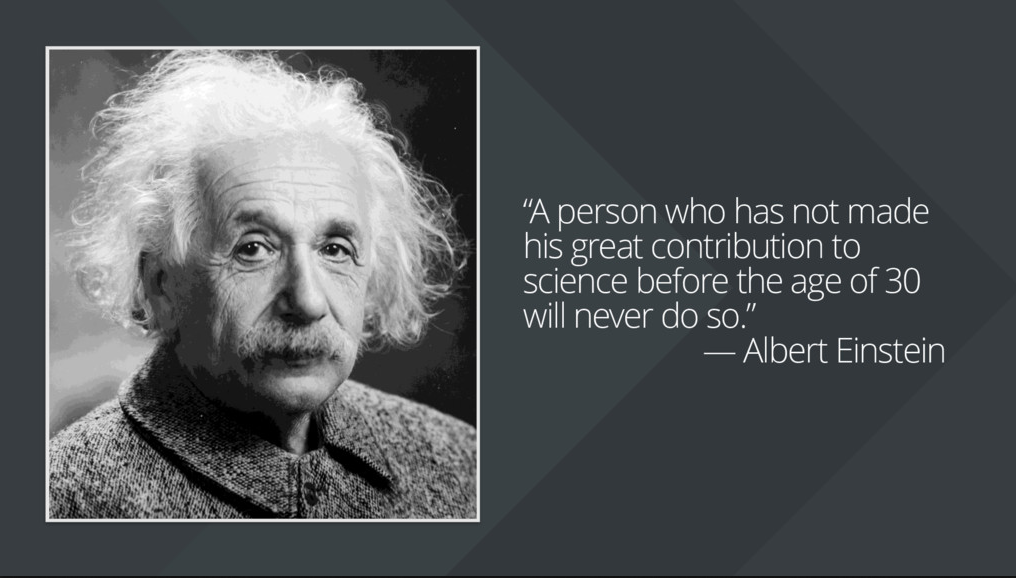 “A person who has not made
his great contribution to
science before the age of 30
will never do so.”
— Albert Einstein